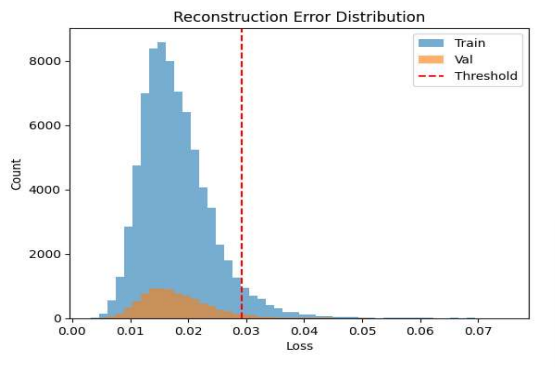 Reconstruction Error Distribution
Train
Val
Threshold
8000
6000
4000
2000
0
Count
0.00 0.01 0.02 0.03 0.04 0.05 0.06 0.07
Loss